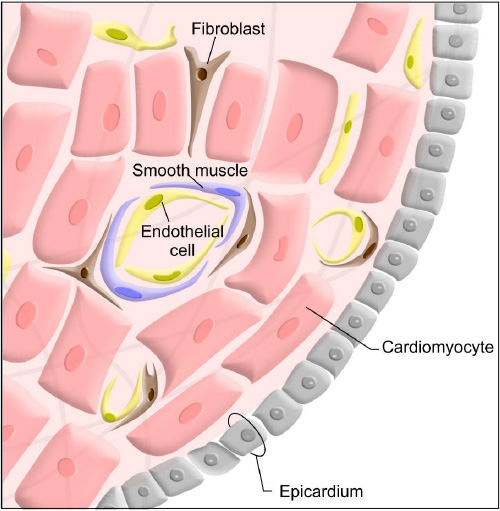 Fibroblast
Smooth muscle
Endothelial
cell
Cardiomyocyte
Epicardium